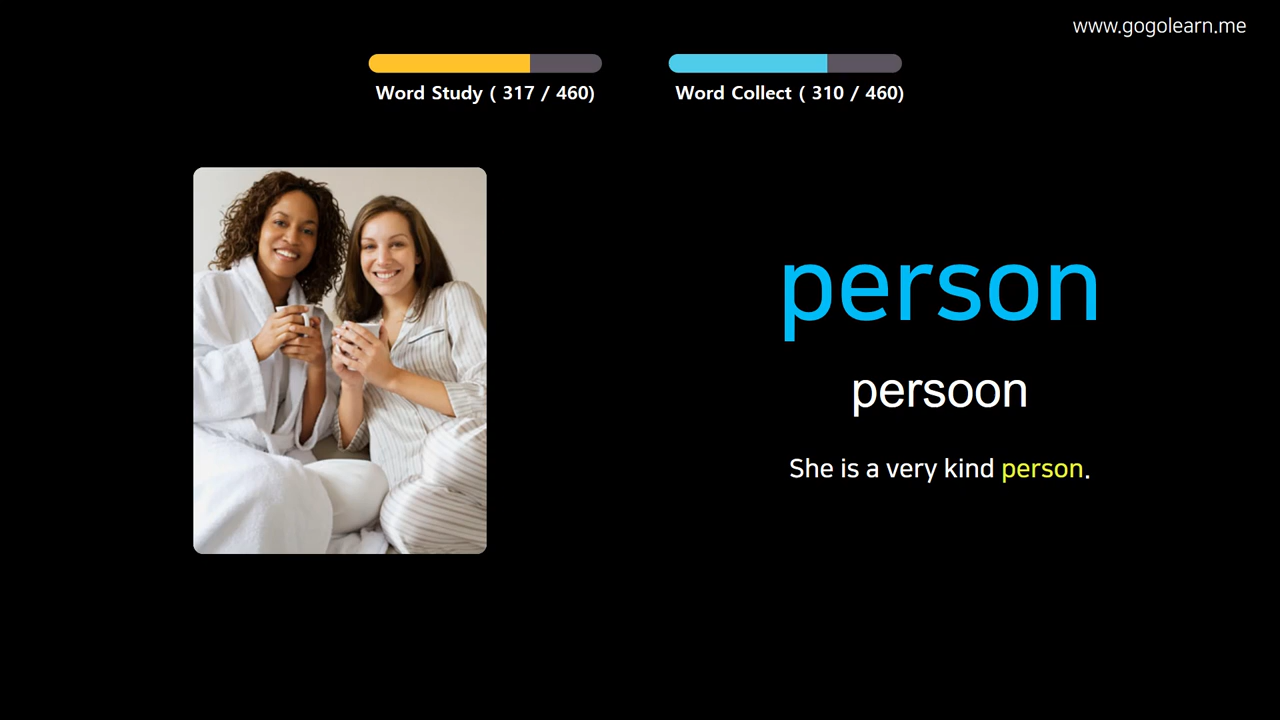 www.gogolearn.me
Word Study ( 317 / 460)
Word Collect ( 310 / 460)
person
persoon
She is a very kind person.